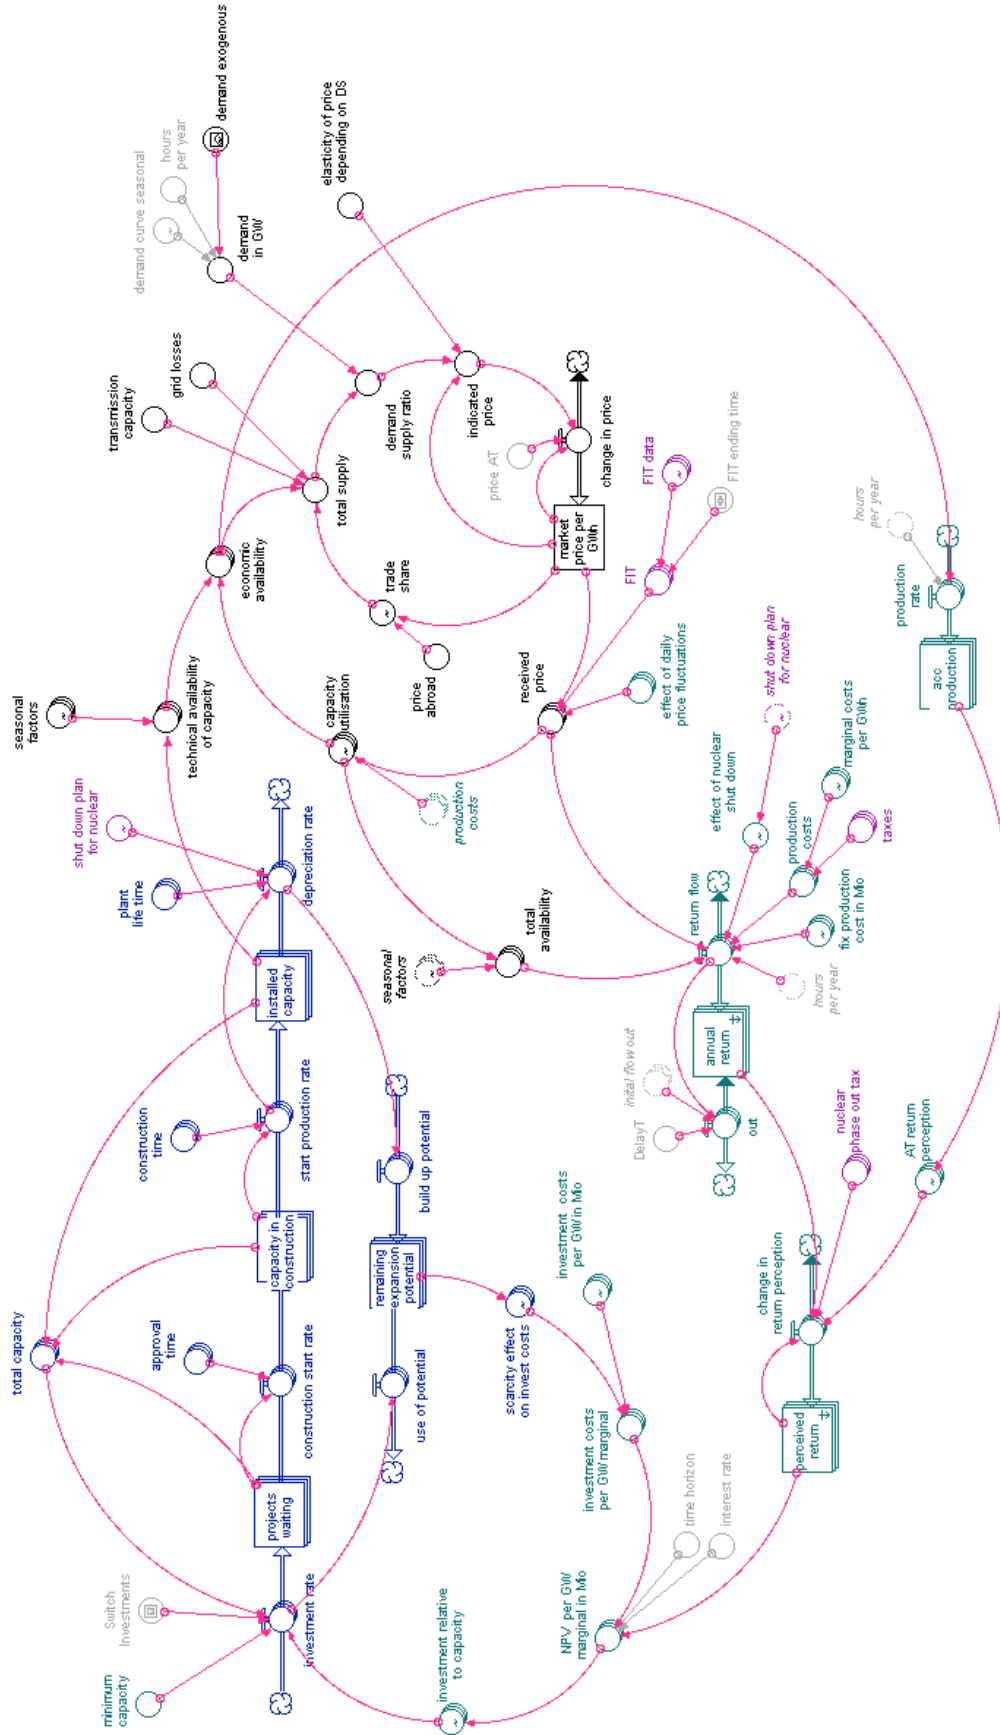 minimum
capacity
Switch
Investments
investment rate
projects
waiting
total capacity
approval
time
construction start rate
capacity in
construction
construction
time
start production rate
installed
capacity
plant
life time
shut down plan
for nuclear
depreciation rate
seasonal
factors
technical availability
of capacity
economic
availability
transmission
capacity
grid losses
demand curve seasonal
hours
per year
demand exogenous
demand
in GW
total supply
demand
supply ratio
elasticity of price
depending on DS
indicated
price
price AT
change in price
market
price per
GWh
trade
share
price
abroad
capacity
utilisation
production
costs
received
price
effect of daily
price fluctuations
FIT
FIT data
FIT ending time
use of potential
remaining
expansion
potential
build up potential
scarcity effect
on invest costs
investment costs
per GW in Mio
investment costs
per GW marginal
investment relative
to capacity
NPV per GW
marginal in Mio
time horizon
interest rate
seasonal
factors
total
availability
DelayT
inital flow out
out
annual
return
return flow
hours
per year
fix production
cost in Mio
production
costs
taxes
marginal costs
per GWh
effect of nuclear
shut down
shut down plan
for nuclear
perceived
return
change in
return perception
nuclear
phase out tax
AT return
perception
acc
production
production
rate
hours
per year